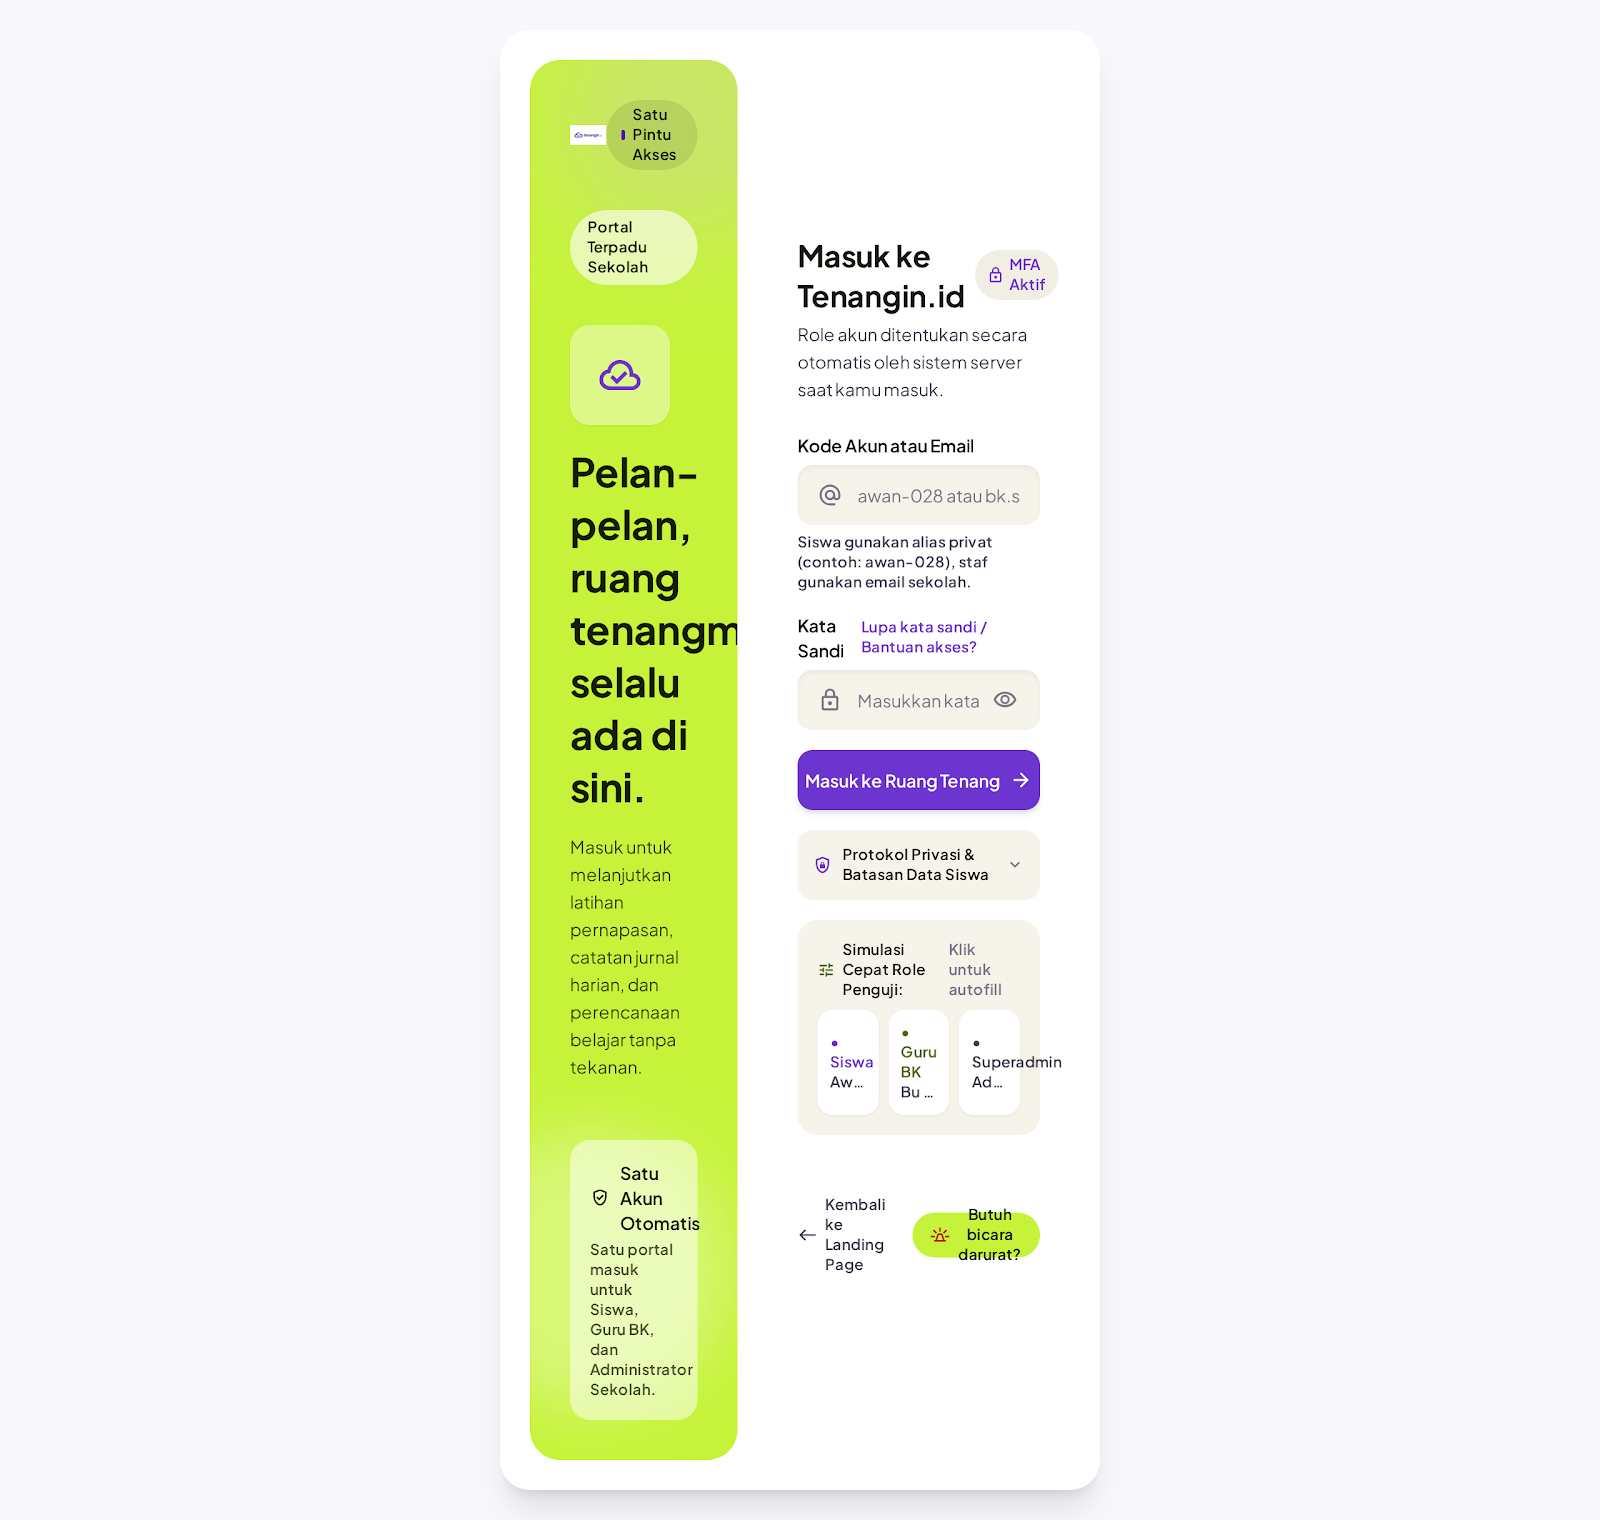 tenangin
Satu
Pintu
Akses
Portal
Terpadu
Sekolah
Pelan-
pelan,
ruang
tenangm
selalu
ada di
sini.
Masuk untuk
melanjutkan
latihan
pernapasan,
catatan jurnal
harian, dan
perencanaan
belajar tanpa
tekanan.
Satu
Akun
Otomatis
Satu portal
masuk
untuk
Siswa,
Guru BK,
dan
Administrator
Sekolah.
Masuk ke
Tenangin.id
MFA
Aktif
Role akun ditentukan secara
otomatis oleh sistem server
saat kamu masuk.
Kode Akun atau Email
awan-028 atau bk.s
Siswa gunakan alias privat
(contoh: awan-028), staf
gunakan email sekolah.
Kata
Sandi
Lupa kata sandi /
Bantuan akses?
Masukkan kata
Masuk ke Ruang Tenang
Protokol Privasi &
Batasan Data Siswa
Simulasi
Cepat Role
Penguji:
Klik
untuk
autofill
Siswa
Aw...
Guru
BK
Bu ...
Superadmin
Ad...
Kembali
ke
Landing
Page
Butuh
bicara
darurat?